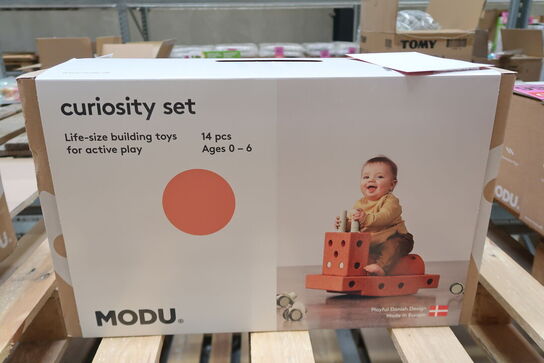 TOMY
curiosity set
Life-size building toys
for active play
14 pcs
Ages 0 – 6
MODU®
Playful Danish Design
Made in Europe
MODU.